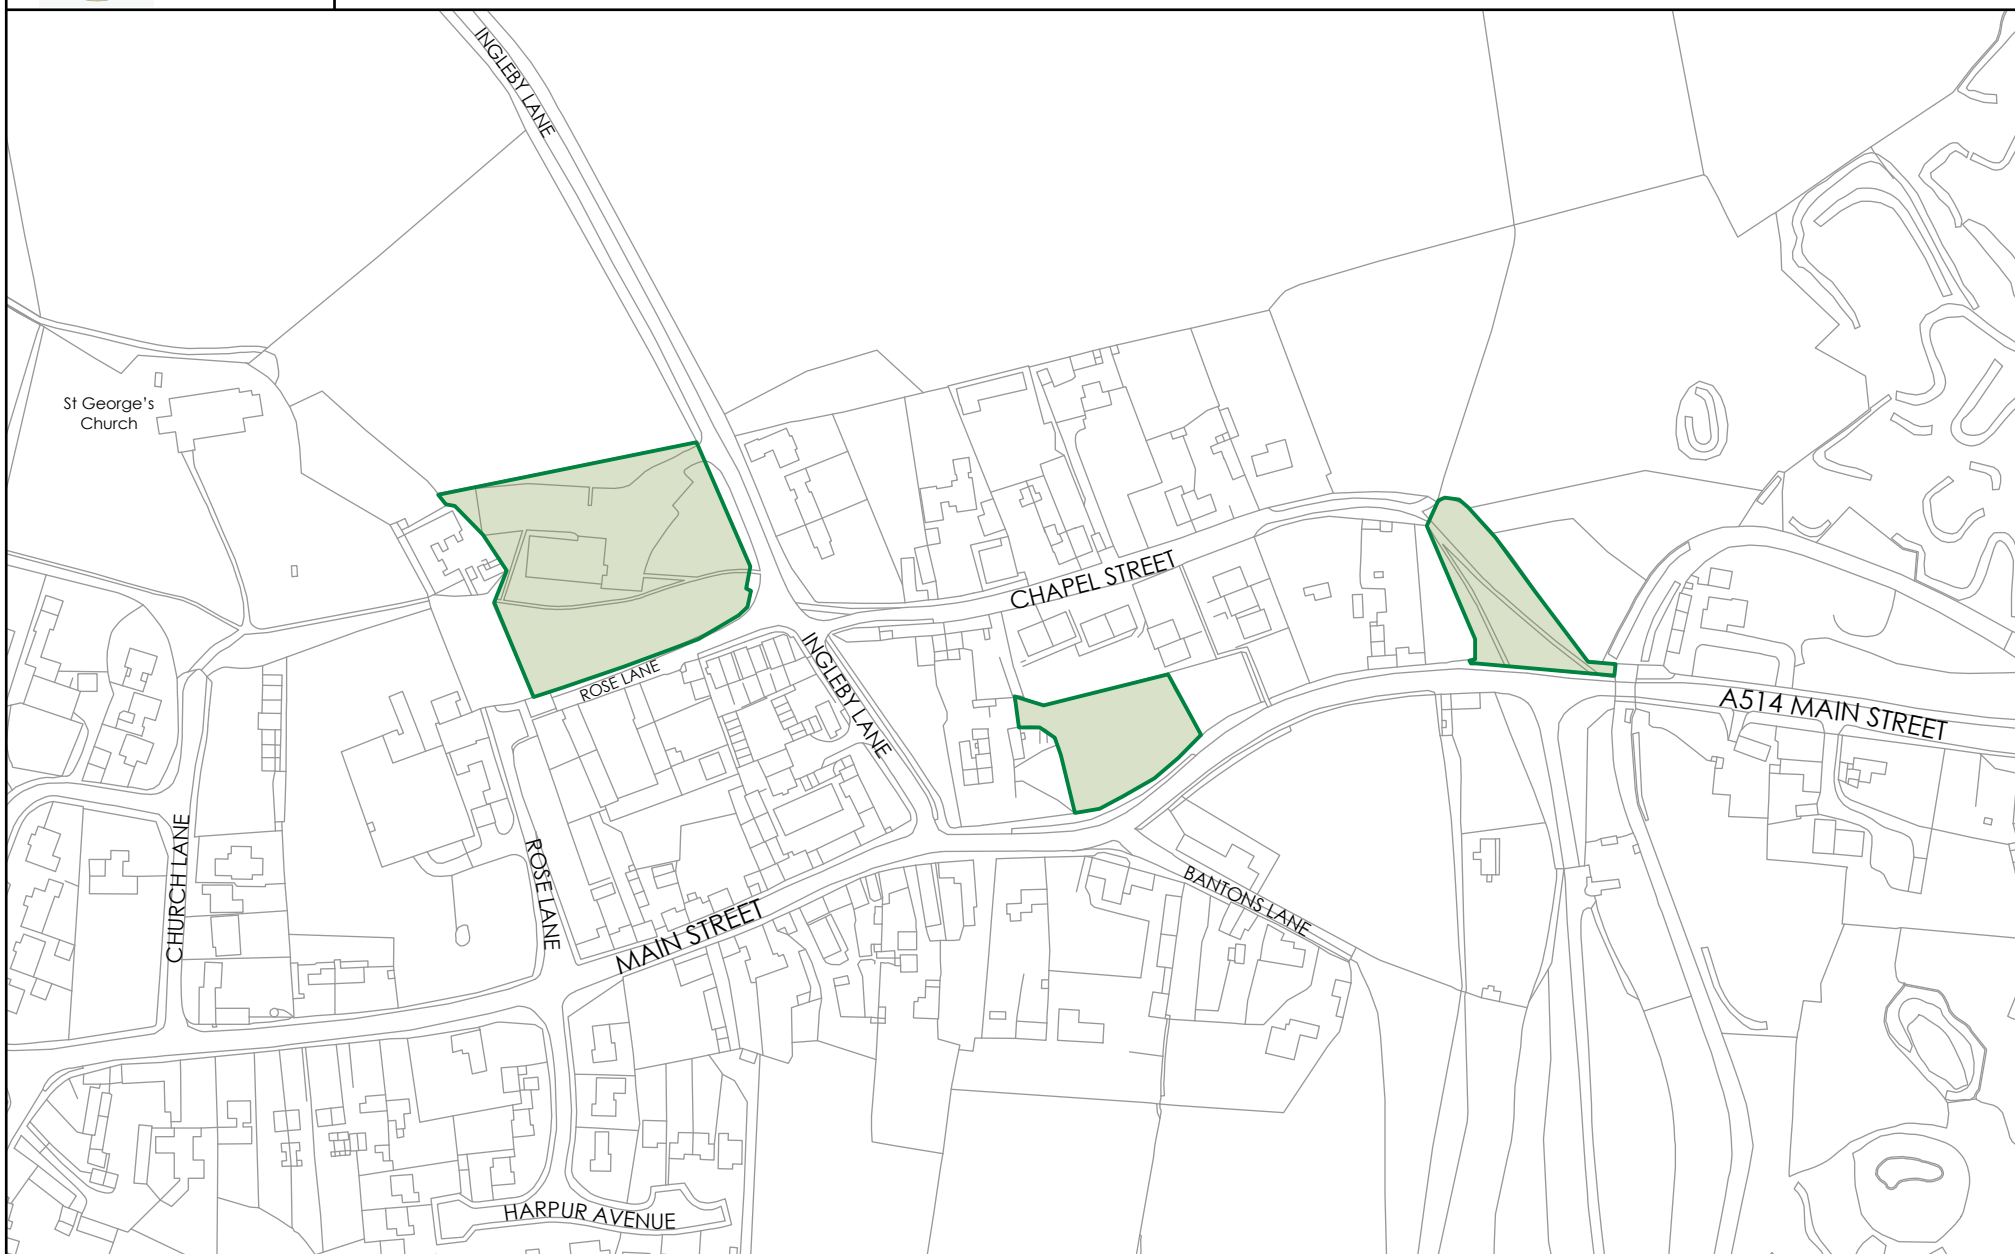 INGLEBY LANE
St George's
Church
CHAPEL STREET
ROSE LANE
INGLEBY LANE
A514 MAIN STREET
CHURCH LANE
ROSE LANE
MAIN STREET
BANTONS LANE
HARPUR AVENUE